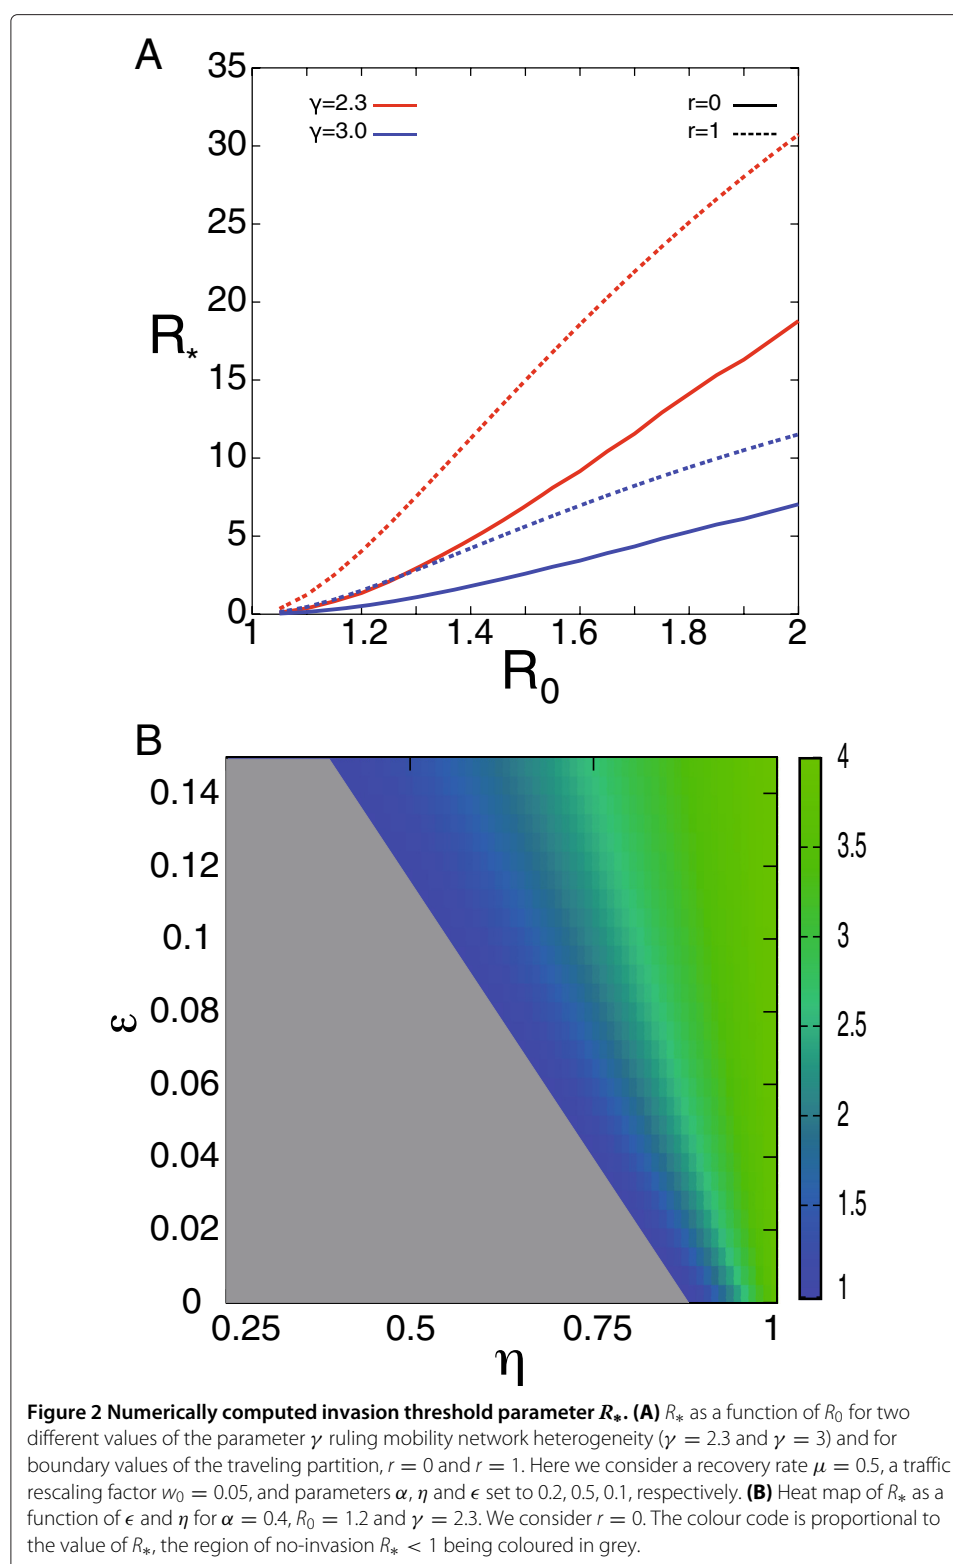 A
35
30
25
20
15
10
5
0
R*
γ=2.3
γ=3.0
r=0
r=1
1 1.2 1.4 1.6 1.8 2
R0
B
0.14
0.12
0.1
0.08
0.06
0.04
0.02
0
ε
0.25 0.5 0.75 1
η
4
3.5
3
2.5
2
1.5
1
Figure 2 Numerically computed invasion threshold parameter R*. (A) R* as a function of R0 for two
different values of the parameter γ ruling mobility network heterogeneity (γ = 2.3 and γ = 3) and for
boundary values of the traveling partition, r = 0 and r = 1. Here we consider a recovery rate μ = 0.5, a traffic
rescaling factor w0 = 0.05, and parameters α, η and ϵ set to 0.2, 0.5, 0.1, respectively. (B) Heat map of R* as a
function of ϵ and η for α = 0.4, R0 = 1.2 and γ = 2.3. We consider r = 0. The colour code is proportional to
the value of R*, the region of no-invasion R* < 1 being coloured in grey.